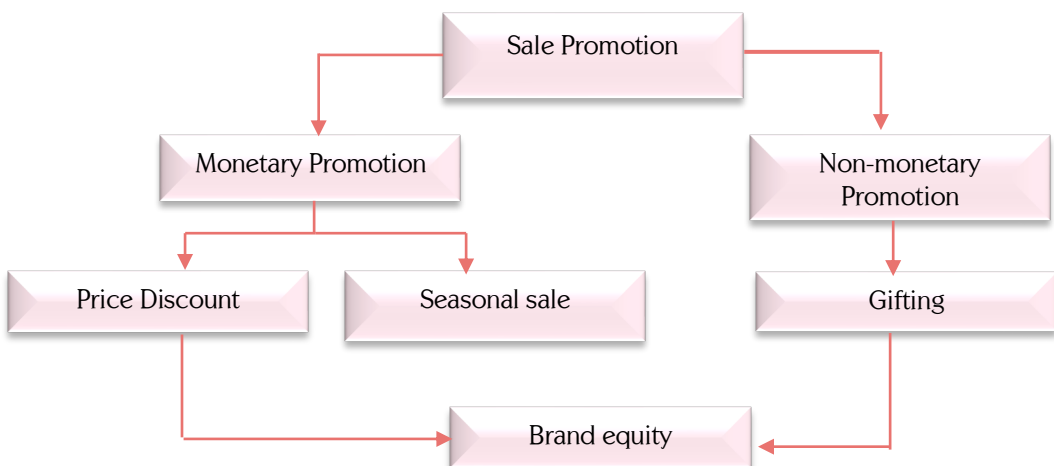 Sale Promotion
Monetary Promotion
Non-monetary
Promotion
Price Discount
Seasonal sale
Gifting
Brand equity